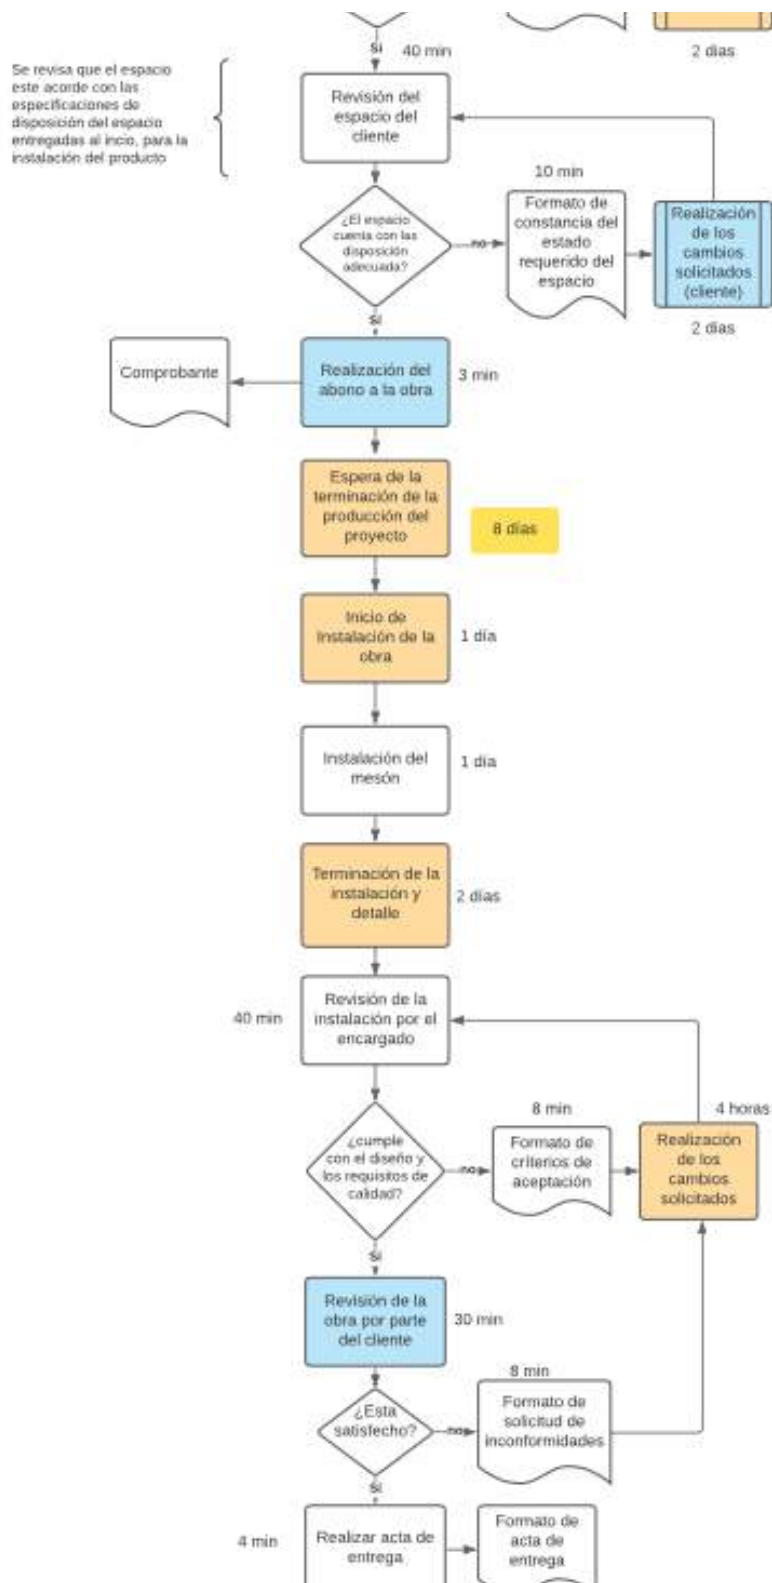 si
40 min
2 dias
Se revisa que el espacio
este acorde con las
especificaciones de
disposición del espacio
entregadas al incio, para la
instalación del producto
Revisión del
espacio del
cliente
10 min
¿El espacio
cuenta con las
disposición
adecuada?
no
Formato de
constancia del
estado
requerido del
espacio
Realización
de los
cambios
solicitados
(cliente)
2 dias
si
Comprobante
Realización del
abono a la obra
3 min
Espera de la
terminación de la
producción del
proyecto
8 días
Inicio de
Instalación de la
obra
1 día
Instalación del
mesón
1 día
Terminación de la
instalación y
detalle
2 días
40 min
Revisión de la
instalación por el
encargado
8 min
4 horas
¿cumple
con el diseño y
los requisitos de
calidad?
no
Formato de
criterios de
aceptación
Realización
de los
cambios
solicitados
si
Revisión de la
obra por parte
del cliente
30 min
8 min
¿Esta
satisfecho?
no
Formato de
solicitud de
inconformidades
si
4 min
Realizar acta de
entrega
Formato de
acta de
entrega